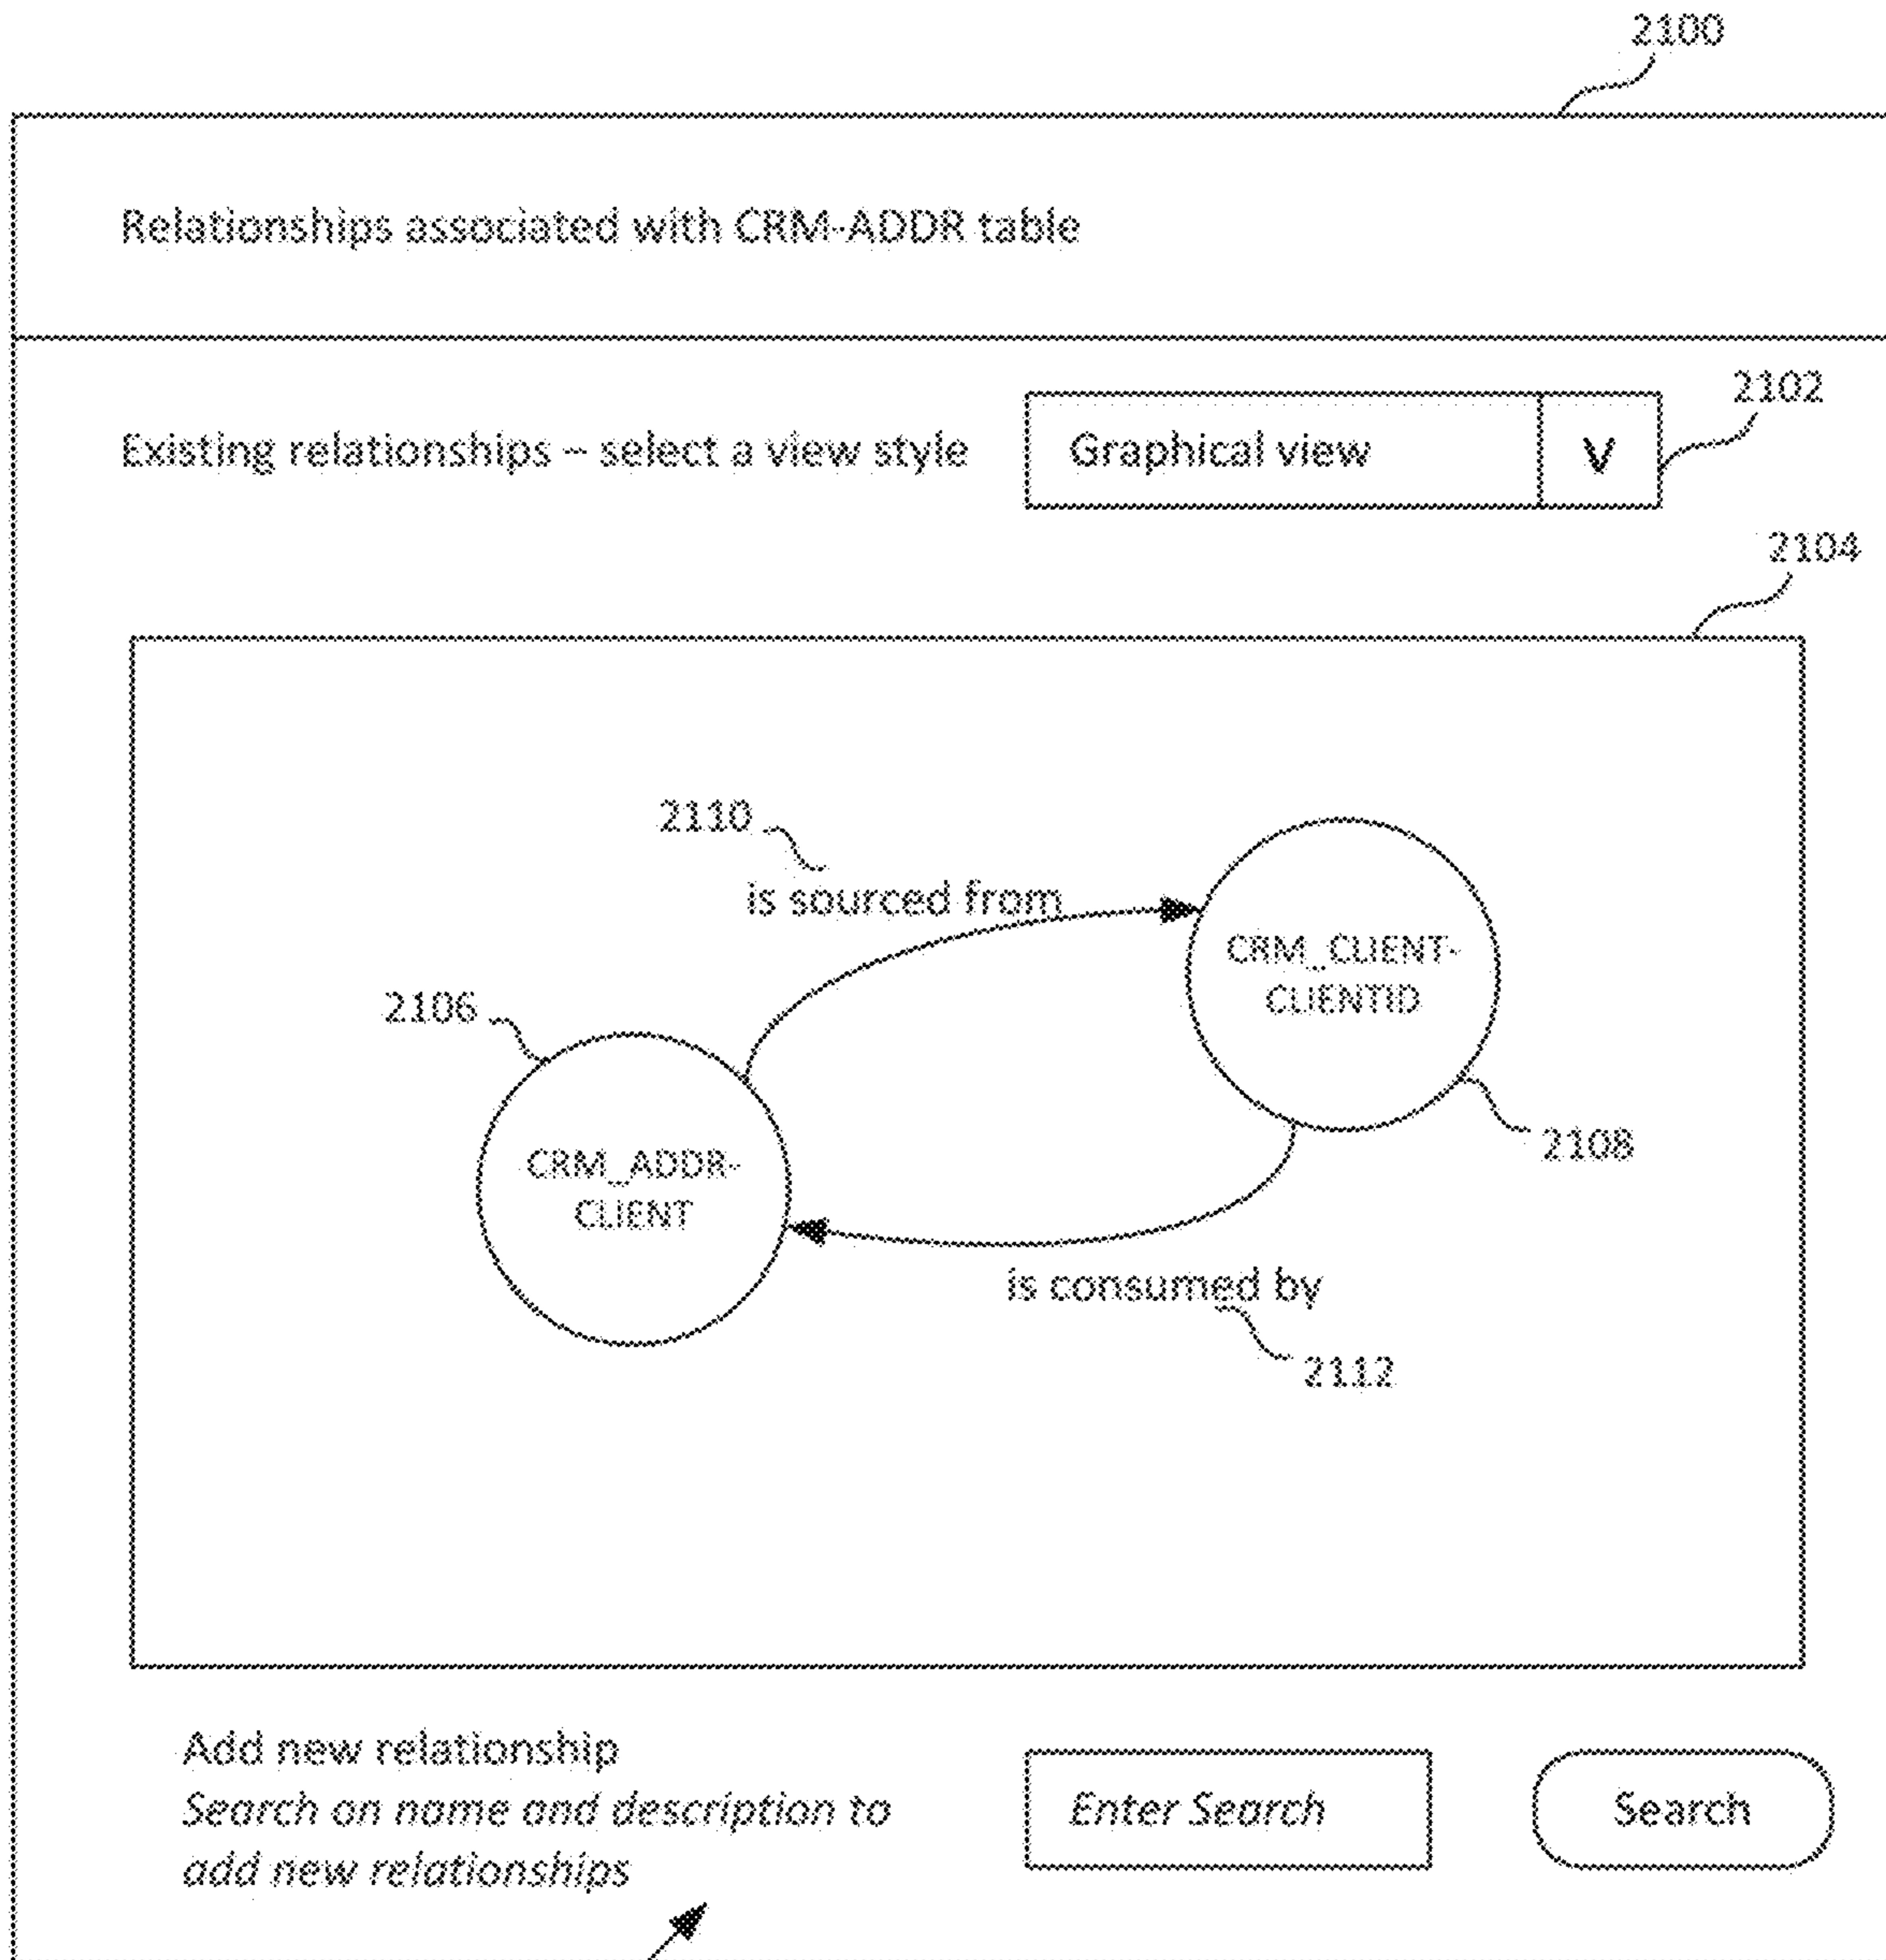 2100
Relationships associated with CRM-ADDR table
2102
Existing relationships – select a view style
Graphical view
V
2104
2110
is sourced from
CRM_CLIENT-
CLIENTID
2106
2108
CRM_ADDR-
CLIENT
is consumed by
2112
Add new relationship
Search on name and description to
add new relationships
Enter Search
Search